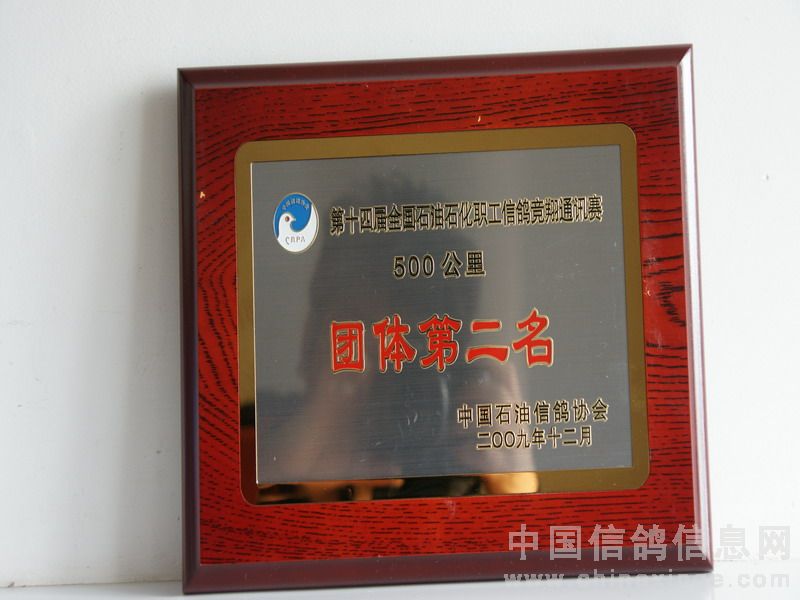 第十四届全国石油石化职工信鸽竞翔通讯赛
500公里
团体第二名
中国石油信鸽协会
二OO九年十二月
中国信鸽信息网